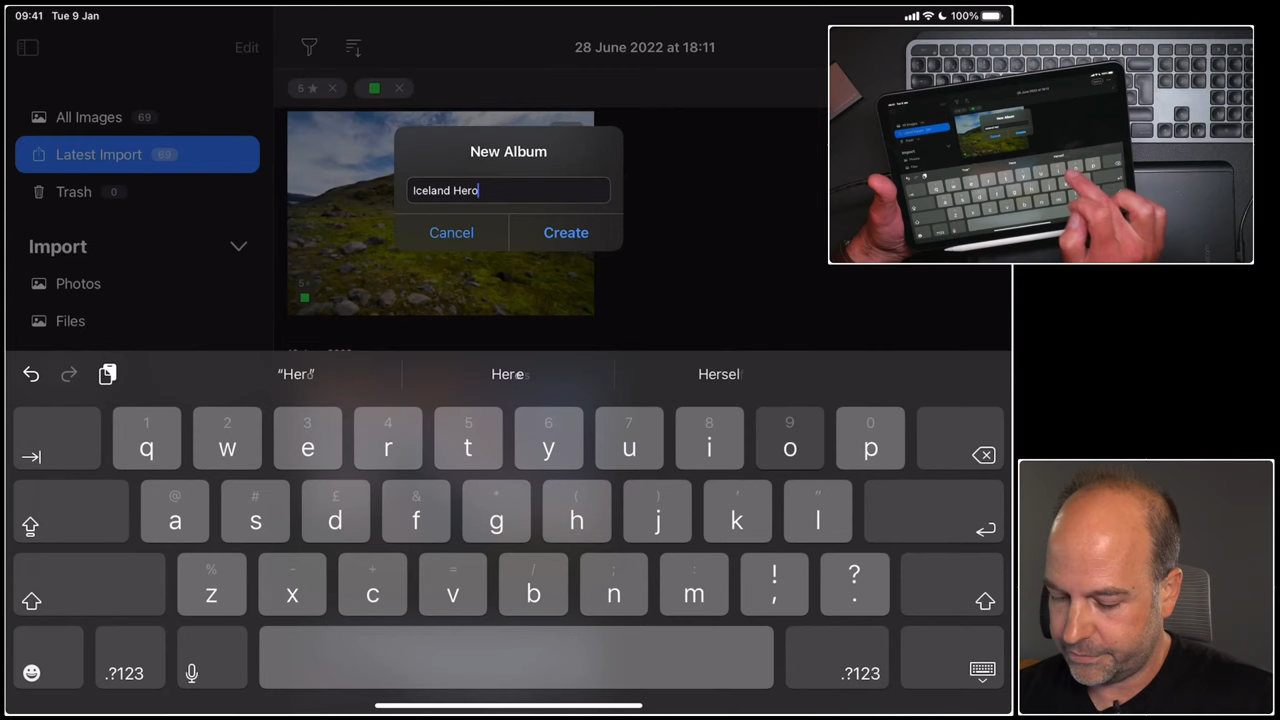 09:41 Tue 9 Jan
100%
Edit
28 June 2022 at 18:11
All Images 69
Latest Import 69
Trash 0
Import
Photos
Files
5 ★ ×
×
New Album
Iceland Hero
Cancel
Create
5★
"Her"
Here
Hersel
1 2 3 4 5 6 7 8 9 0
q w e r t y u i o p
@ # £ & * ( ) ' "
a s d f g h j k l
% - + = / ; : ! ?
z x c v b n m , .
.?123
.?123